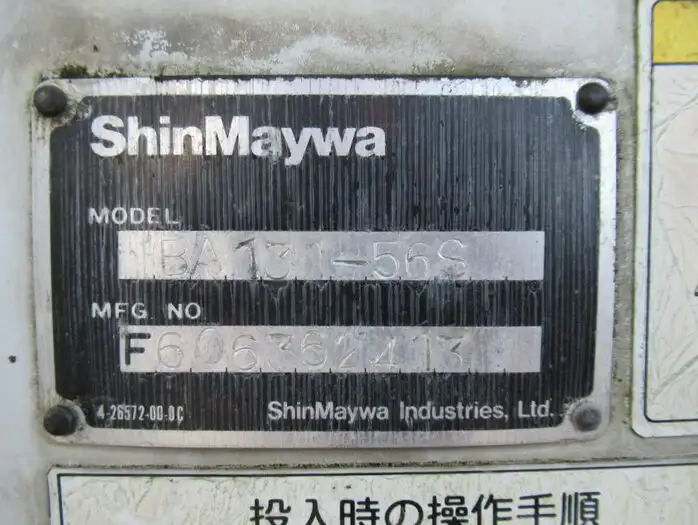 ShinMaywa
MODEL
BA131-56S
MFG NO
F606362413
4-26572-00-0C
ShinMaywa Industries, Ltd.
投入時の操作手順